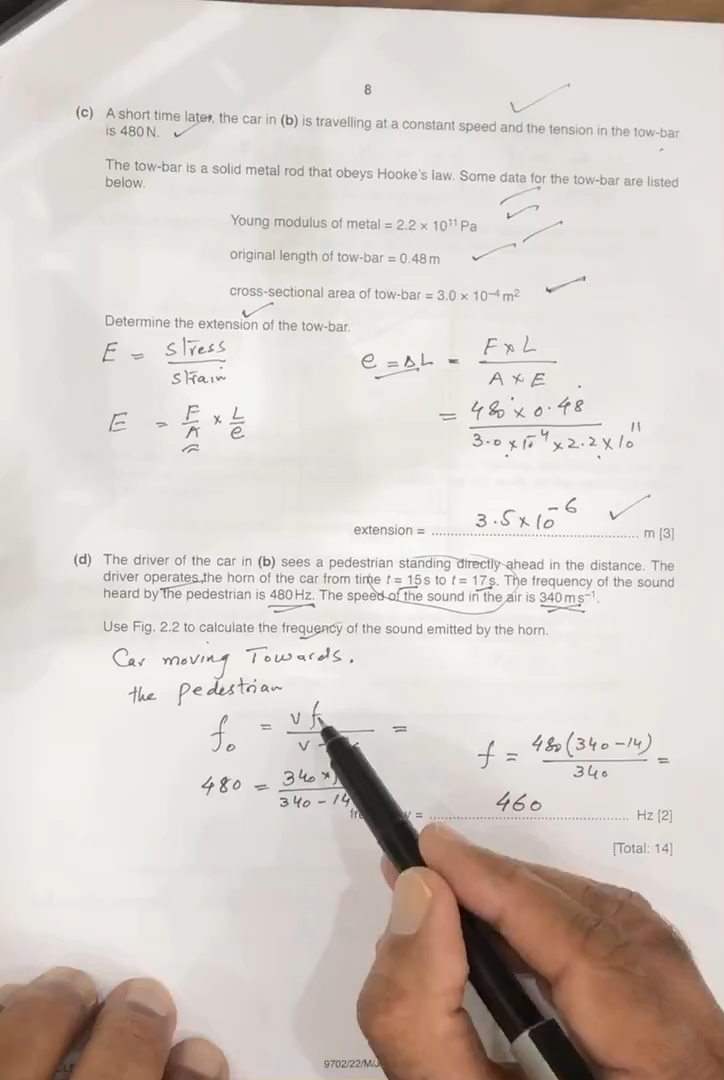 8
(c) A short time later, the car in (b) is travelling at a constant speed and the tension in the tow-bar
is 480 N.
The tow-bar is a solid metal rod that obeys Hooke's law. Some data for the tow-bar are listed
below.
Young modulus of metal = 2.2 × 10¹¹ Pa
original length of tow-bar = 0.48 m
cross-sectional area of tow-bar = 3.0 × 10⁻⁴ m²
Determine the extension of the tow-bar.
E = stress / strain
e = ΔL = F × L / A × E
E = F/A × L/e
= 480 × 0.48 / 3.0 × 10⁻⁴ × 2.2 × 10¹¹
extension = 3.5 × 10⁻⁶ m [3]
(d) The driver of the car in (b) sees a pedestrian standing directly ahead in the distance. The
driver operates the horn of the car from time t = 15 s to t = 17 s. The frequency of the sound
heard by the pedestrian is 480 Hz. The speed of the sound in the air is 340 m s⁻¹.
Use Fig. 2.2 to calculate the frequency of the sound emitted by the horn.
Car moving Towards.
the pedestrian
f₀ = v f / v =
f = 480 (340 - 14) / 340 =
480 = 340 × / 340 - 14
= 460 Hz [2]
[Total: 14]
9702/22/M/J